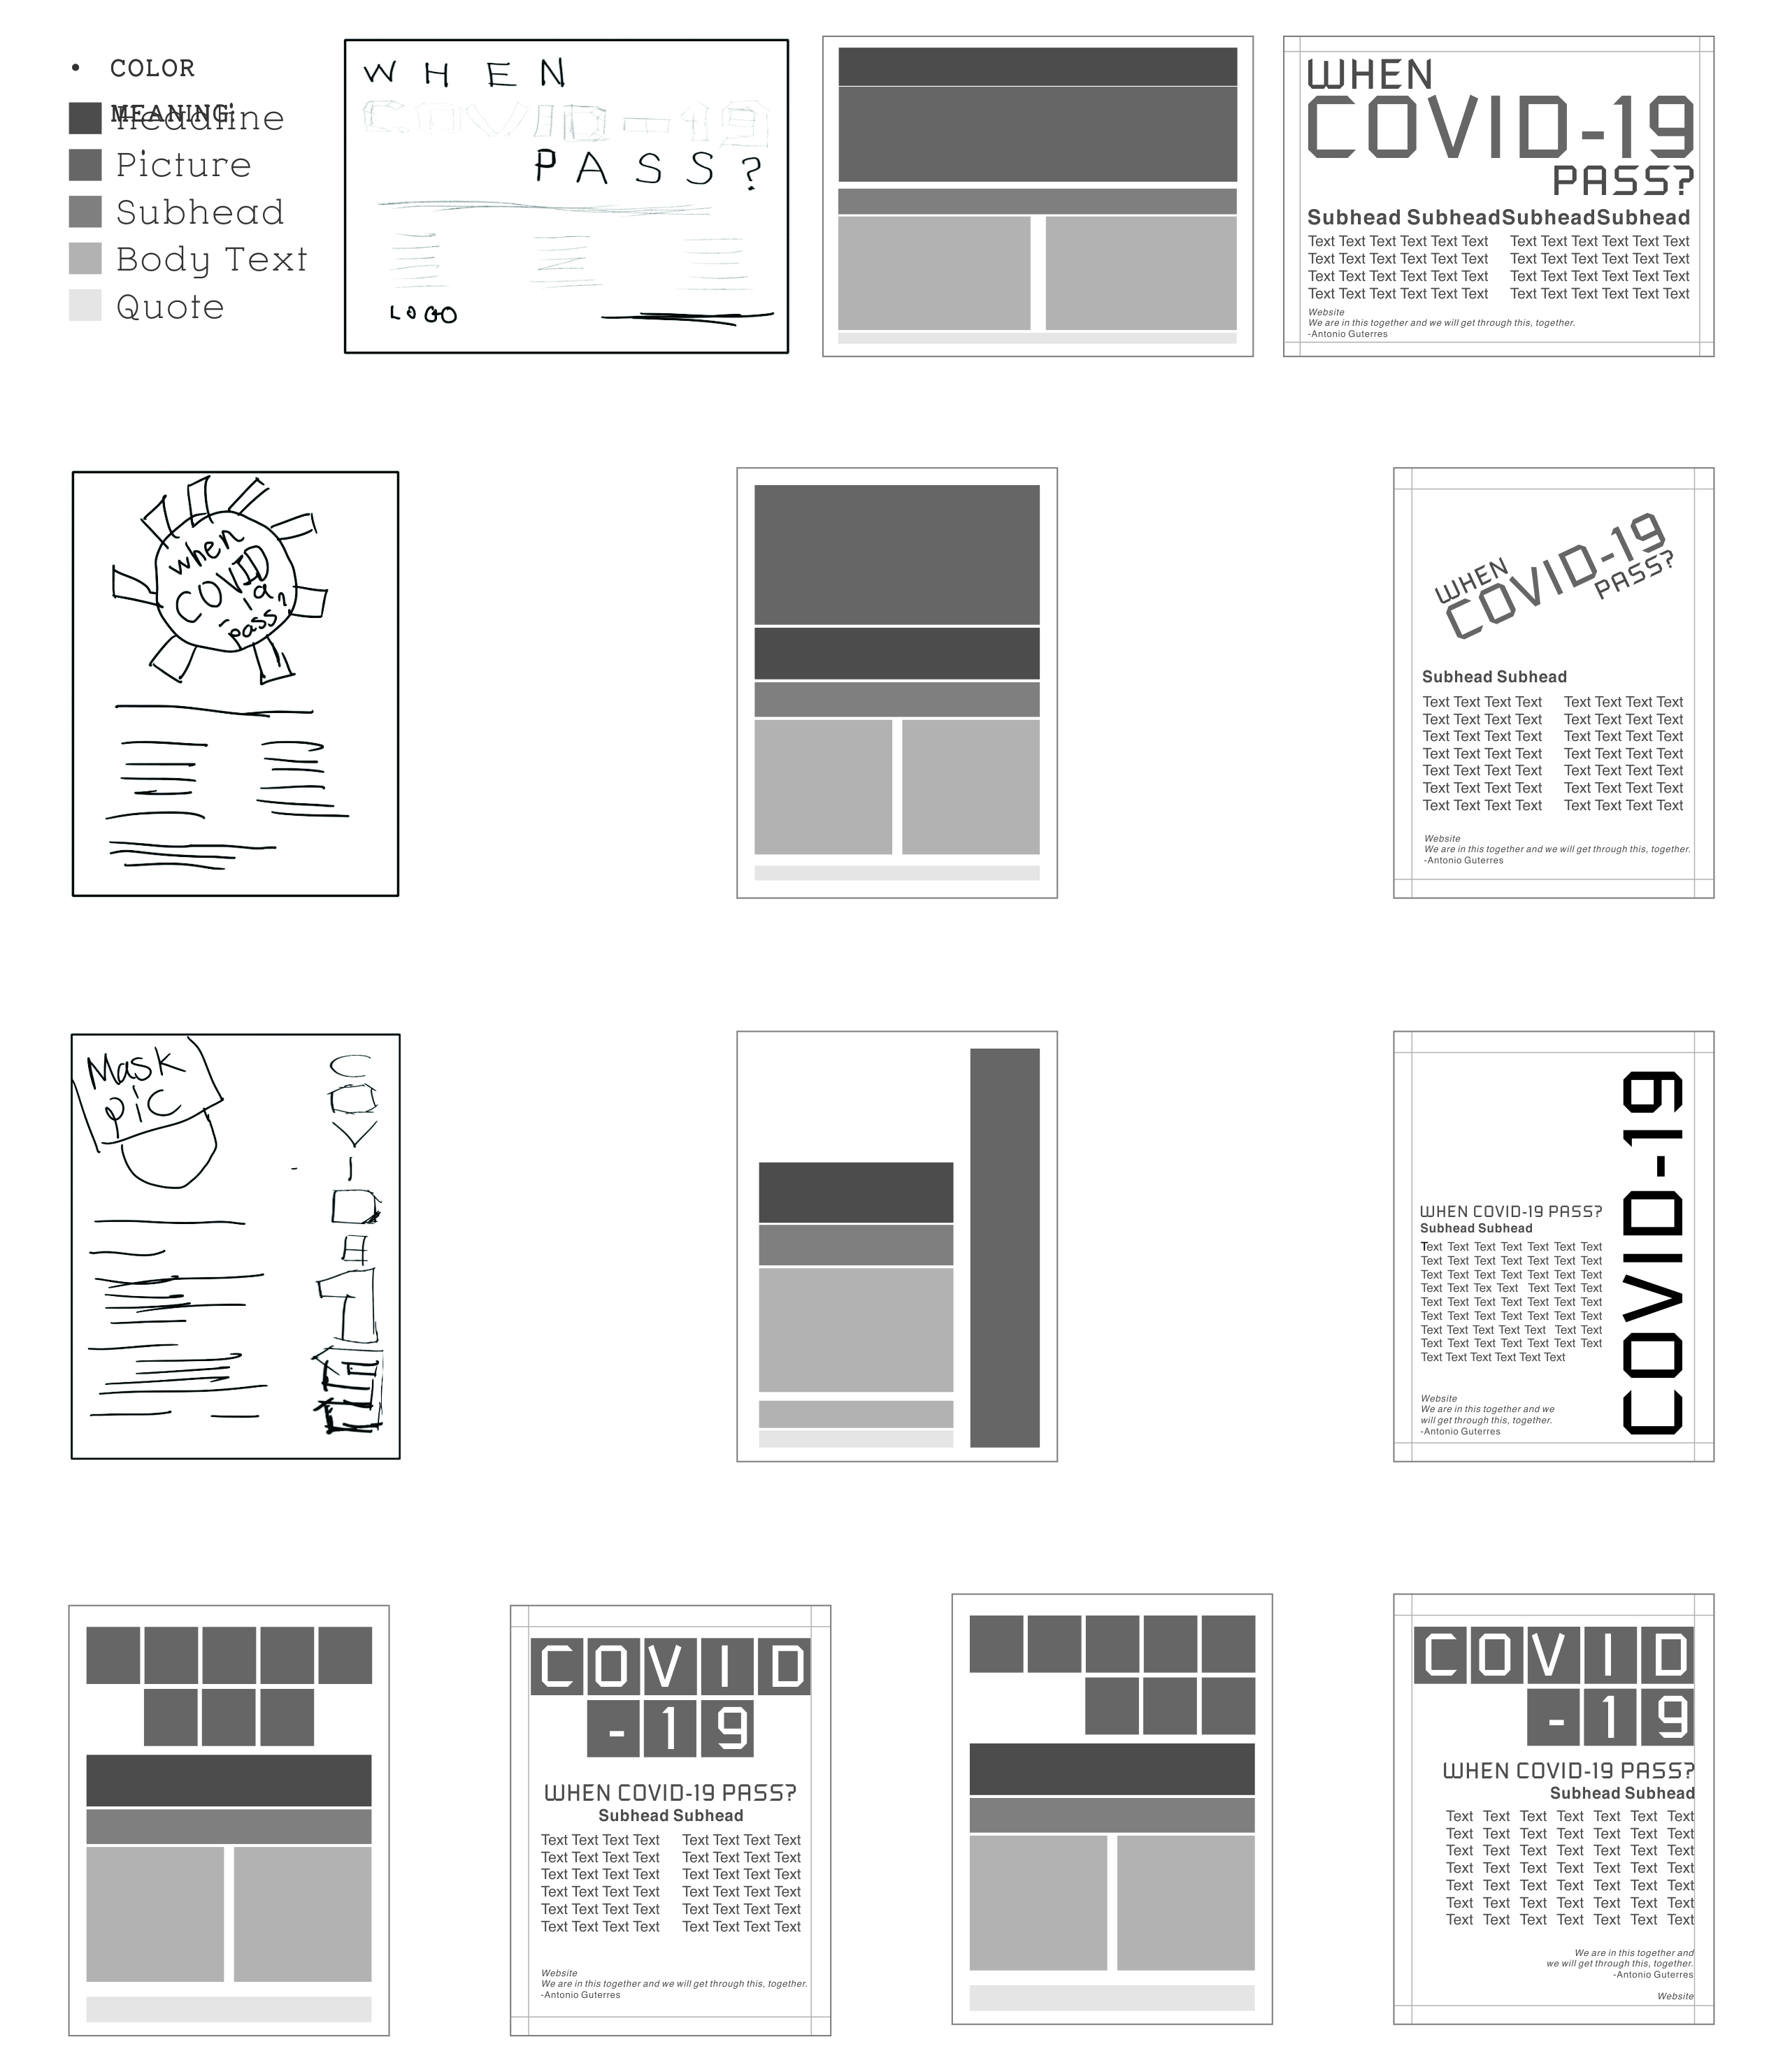 • COLOR
MEANING:
Headline
Picture
Subhead
Body Text
Quote
WHEN
COVID-19
PASS?
LOGO
WHEN
COVID-19
PASS?
Subhead SubheadSubheadSubhead
Text Text Text Text Text Text Text Text Text Text Text Text
Text Text Text Text Text Text Text Text Text Text Text Text
Text Text Text Text Text Text Text Text Text Text Text Text
Text Text Text Text Text Text Text Text Text Text Text Text
Website
We are in this together and we will get through this, together.
-Antonio Guterres
when
COVID
-19
pass?
WHEN
COVID-19
PASS?
Subhead Subhead
Text Text Text Text Text Text Text Text
Text Text Text Text Text Text Text Text
Text Text Text Text Text Text Text Text
Text Text Text Text Text Text Text Text
Text Text Text Text Text Text Text Text
Text Text Text Text Text Text Text Text
Text Text Text Text Text Text Text Text
Website
We are in this together and we will get through this, together.
-Antonio Guterres
Mask
pic
COVID
COVID-19
WHEN COVID-19 PASS?
Subhead Subhead
Text Text Text Text Text Text Text
Text Text Text Text Text Text Text
Text Text Text Text Text Text Text
Text Text Tex Text Text Text Text
Text Text Text Text Text Text Text
Text Text Text Text Text Text Text
Text Text Text Text Text Text Text
Text Text Text Text Text Text Text
Text Text Text Text Text Text
Website
We are in this together and we
will get through this, together.
-Antonio Guterres
COVID
-19
WHEN COVID-19 PASS?
Subhead Subhead
Text Text Text Text Text Text Text Text
Text Text Text Text Text Text Text Text
Text Text Text Text Text Text Text Text
Text Text Text Text Text Text Text Text
Text Text Text Text Text Text Text Text
Text Text Text Text Text Text Text Text
Website
We are in this together and we will get through this, together.
-Antonio Guterres
COVID
-19
WHEN COVID-19 PASS?
Subhead Subhead
Text Text Text Text Text Text Text
Text Text Text Text Text Text Text
Text Text Text Text Text Text Text
Text Text Text Text Text Text Text
Text Text Text Text Text Text Text
Text Text Text Text Text Text Text
Text Text Text Text Text Text Text
We are in this together and
we will get through this, together.
-Antonio Guterres
Website